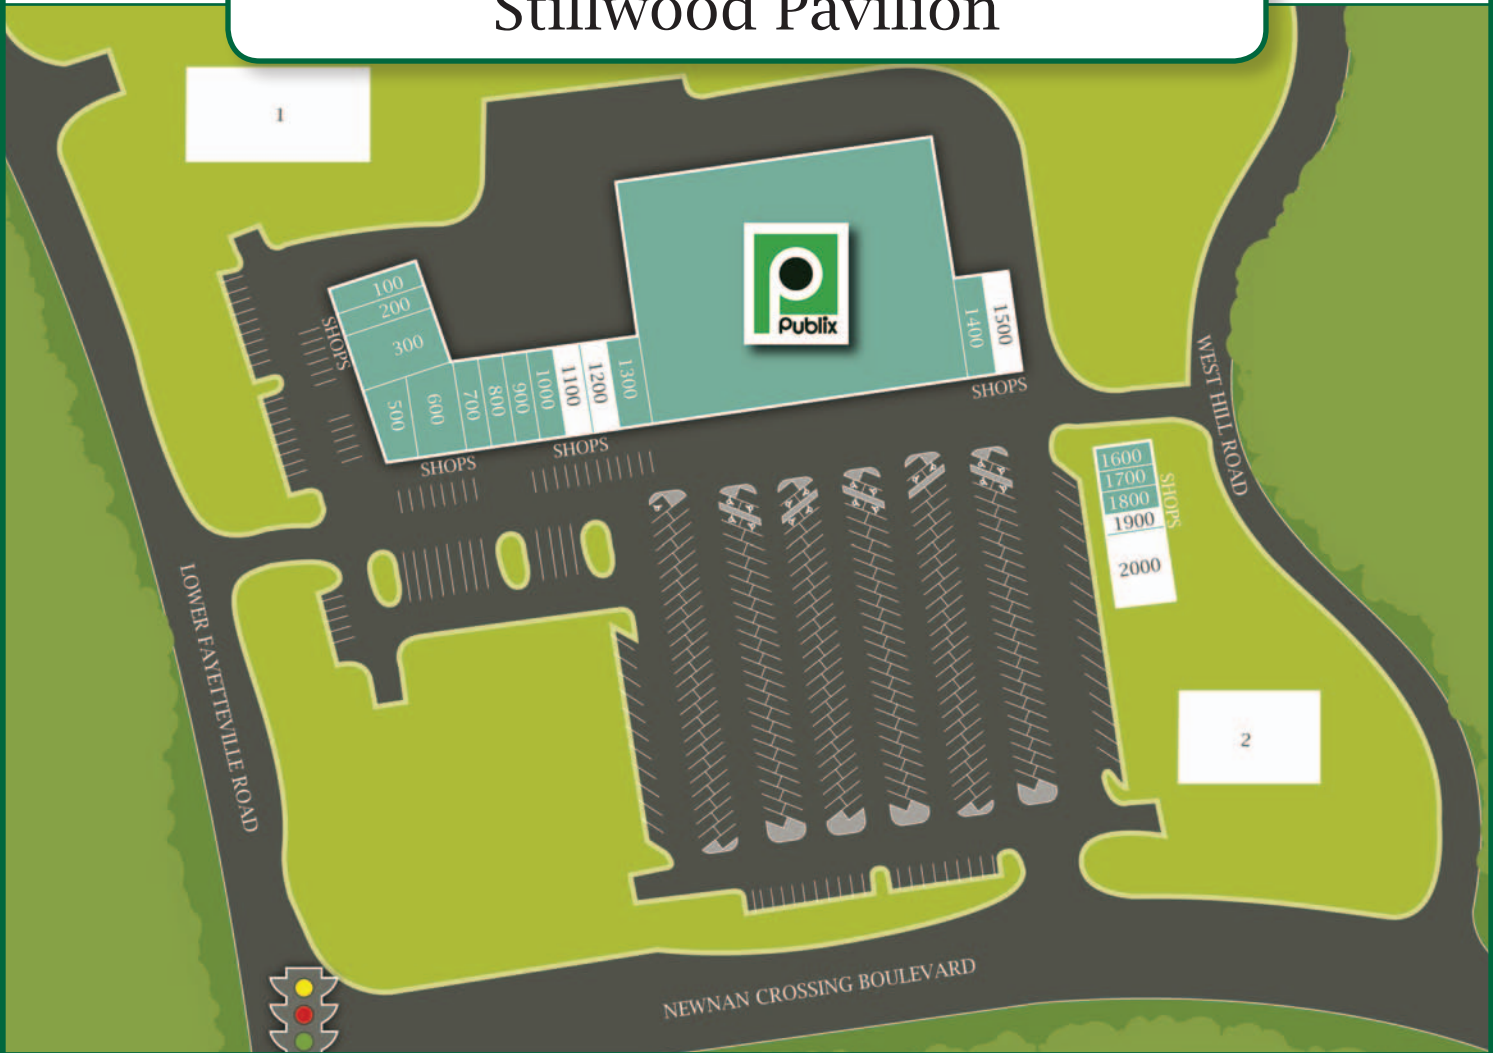 Stillwood Pavilion
1
Publix
100
200
300
SHOPS
500
600
700
800
900
1000
1100
1200
1300
1400
1500
SHOPS
SHOPS
SHOPS
WEST HILL ROAD
1600
1700
1800
1900
2000
SHOPS
LOWER FAYETTEVILLE ROAD
2
NEWNAN CROSSING BOULEVARD